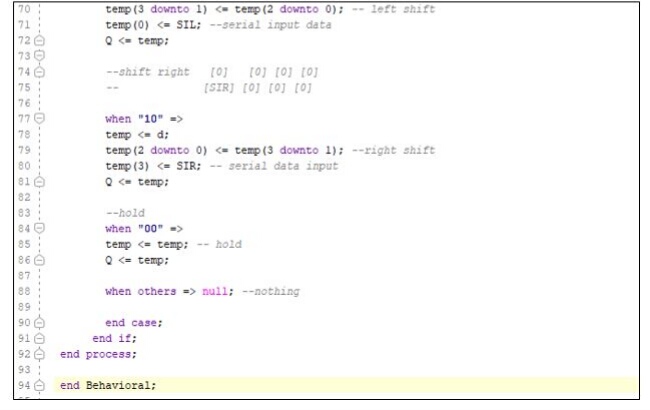 70 temp(3 downto 1) <= temp(2 downto 0); -- left shift
71 temp(0) <= SIL; --serial input data
72 Q <= temp;
73
74 --shift right [0] [0] [0] [0]
75 -- [SIR] [0] [0] [0]
76
77 when "10" =>
78 temp <= d;
79 temp(2 downto 0) <= temp(3 downto 1); --right shift
80 temp(3) <= SIR; -- serial data input
81 Q <= temp;
82
83 --hold
84 when "00" =>
85 temp <= temp; -- hold
86 Q <= temp;
87
88 when others => null; --nothing
89
90 end case;
91 end if;
92 end process;
93
94 end Behavioral;